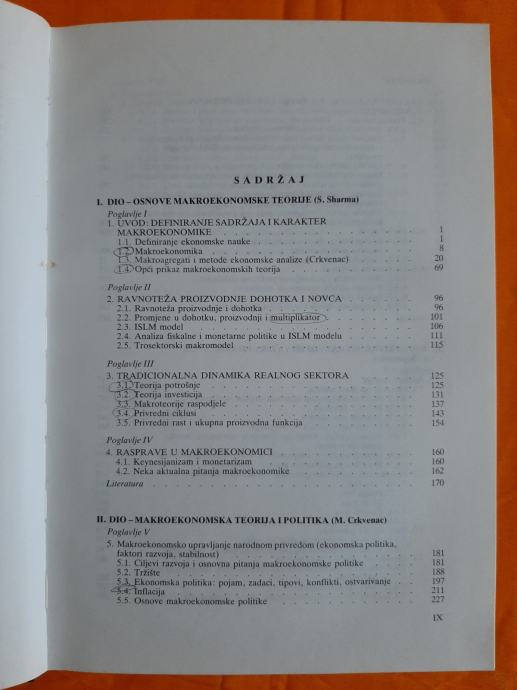 SADRŽAJ
I. DIO – OSNOVE MAKROEKONOMSKE TEORIJE (S. Sharma)
Poglavlje I
1. UVOD: DEFINIRANJE SADRŽAJA I KARAKTER
MAKROEKONOMIKE . . . 1
1.1. Definiranje ekonomske nauke . . . 1
1.2. Makroekonomika . . . 8
1.3. Makroagregati i metode ekonomske analize (Crkvenac) . . . 20
1.4. Opći prikaz makroekonomskih teorija . . . 69
Poglavlje II
2. RAVNOTEŽA PROIZVODNJE DOHOTKA I NOVCA . . . 96
2.1. Ravnoteža proizvodnje i dohotka . . . 96
2.2. Promjene u dohotku, proizvodnji i multiplikator . . . 101
2.3. ISLM model . . . 106
2.4. Analiza fiskalne i monetarne politike u ISLM modelu . . . 111
2.5. Trosektorski makromodel . . . 115
Poglavlje III
3. TRADICIONALNA DINAMIKA REALNOG SEKTORA . . . 125
3.1. Teorija potrošnje . . . 125
3.2. Teorija investicija . . . 131
3.3. Makroteorije raspodjele . . . 137
3.4. Privredni ciklusi . . . 143
3.5. Privredni rast i ukupna proizvodna funkcija . . . 154
Poglavlje IV
4. RASPRAVE U MAKROEKONOMICI . . . 160
4.1. Keynesijanizam i monetarizam . . . 160
4.2. Neka aktualna pitanja makroekonomike . . . 162
Literatura . . . 170
II. DIO – MAKROEKONOMSKA TEORIJA I POLITIKA (M. Crkvenac)
Poglavlje V
5. Makroekonomsko upravljanje narodnom privredom (ekonomska politika,
faktori razvoja, stabilnost) . . . 181
5.1. Ciljevi razvoja i osnovna pitanja makroekonomske politike . . . 181
5.2. Tržište . . . 188
5.3. Ekonomska politika: pojam, zadaci, tipovi, konflikti, ostvarivanje . . . 197
5.4. Inflacija . . . 211
5.5. Osnove makroekonomske politike . . . 227
IX